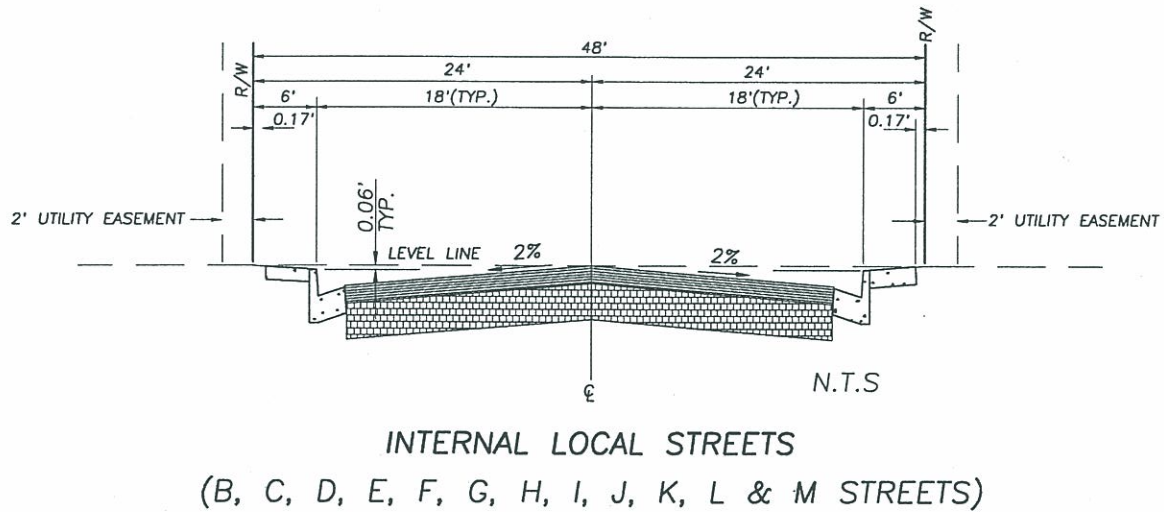 R/W
R/W
48'
24'
24'
6'
18'(TYP.)
18'(TYP.)
6'
0.17'
0.17'
0.06'
TYP.
2' UTILITY EASEMENT
2' UTILITY EASEMENT
LEVEL LINE
2%
2%
N.T.S
℄
INTERNAL LOCAL STREETS
(B, C, D, E, F, G, H, I, J, K, L & M STREETS)